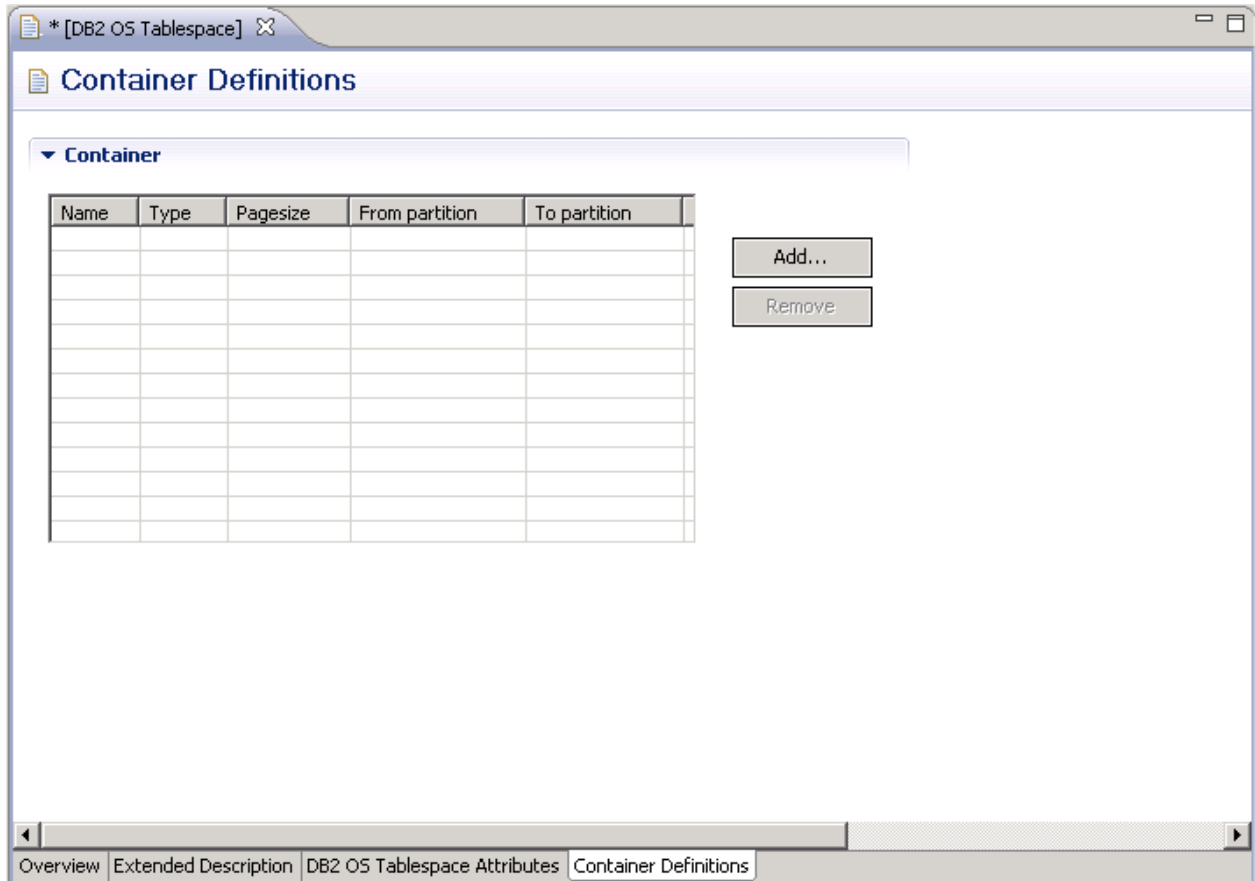 * [DB2 OS Tablespace]
Container Definitions
Container
Name Type Pagesize From partition To partition
Add...
Remove
Overview Extended Description DB2 OS Tablespace Attributes Container Definitions